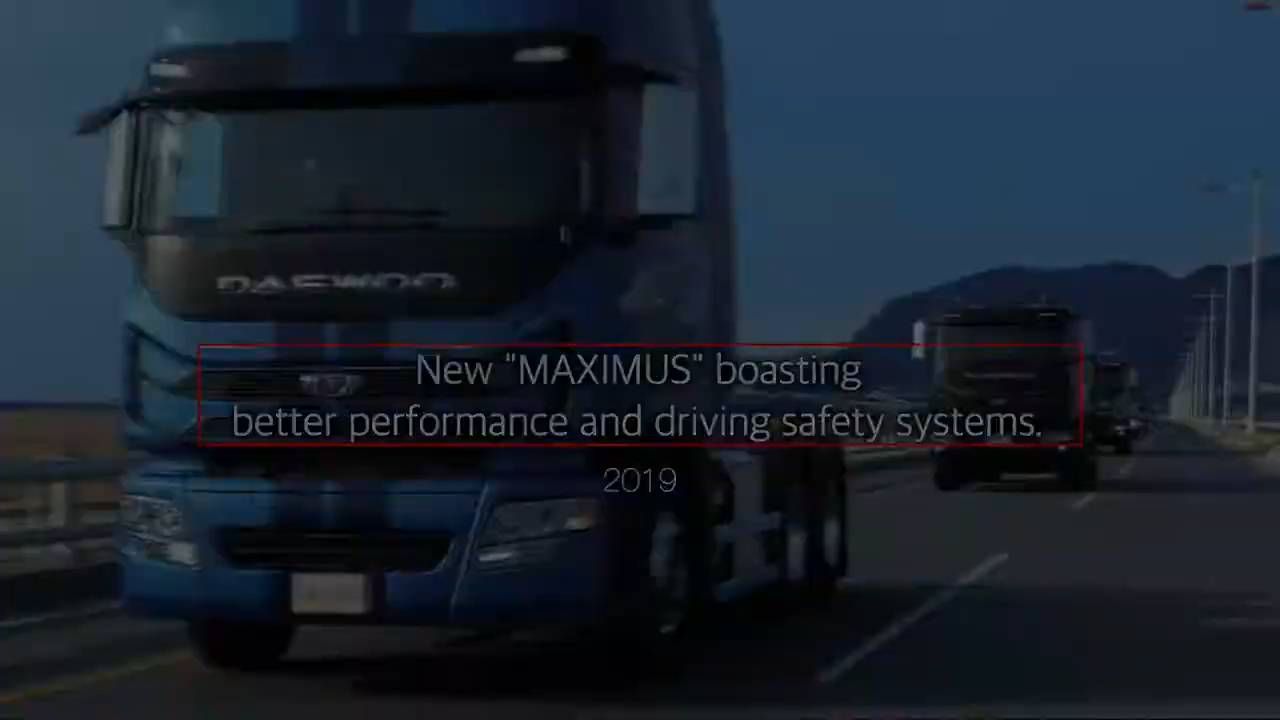 DAEWOO
New "MAXIMUS" boasting
better performance and driving safety systems.
2019